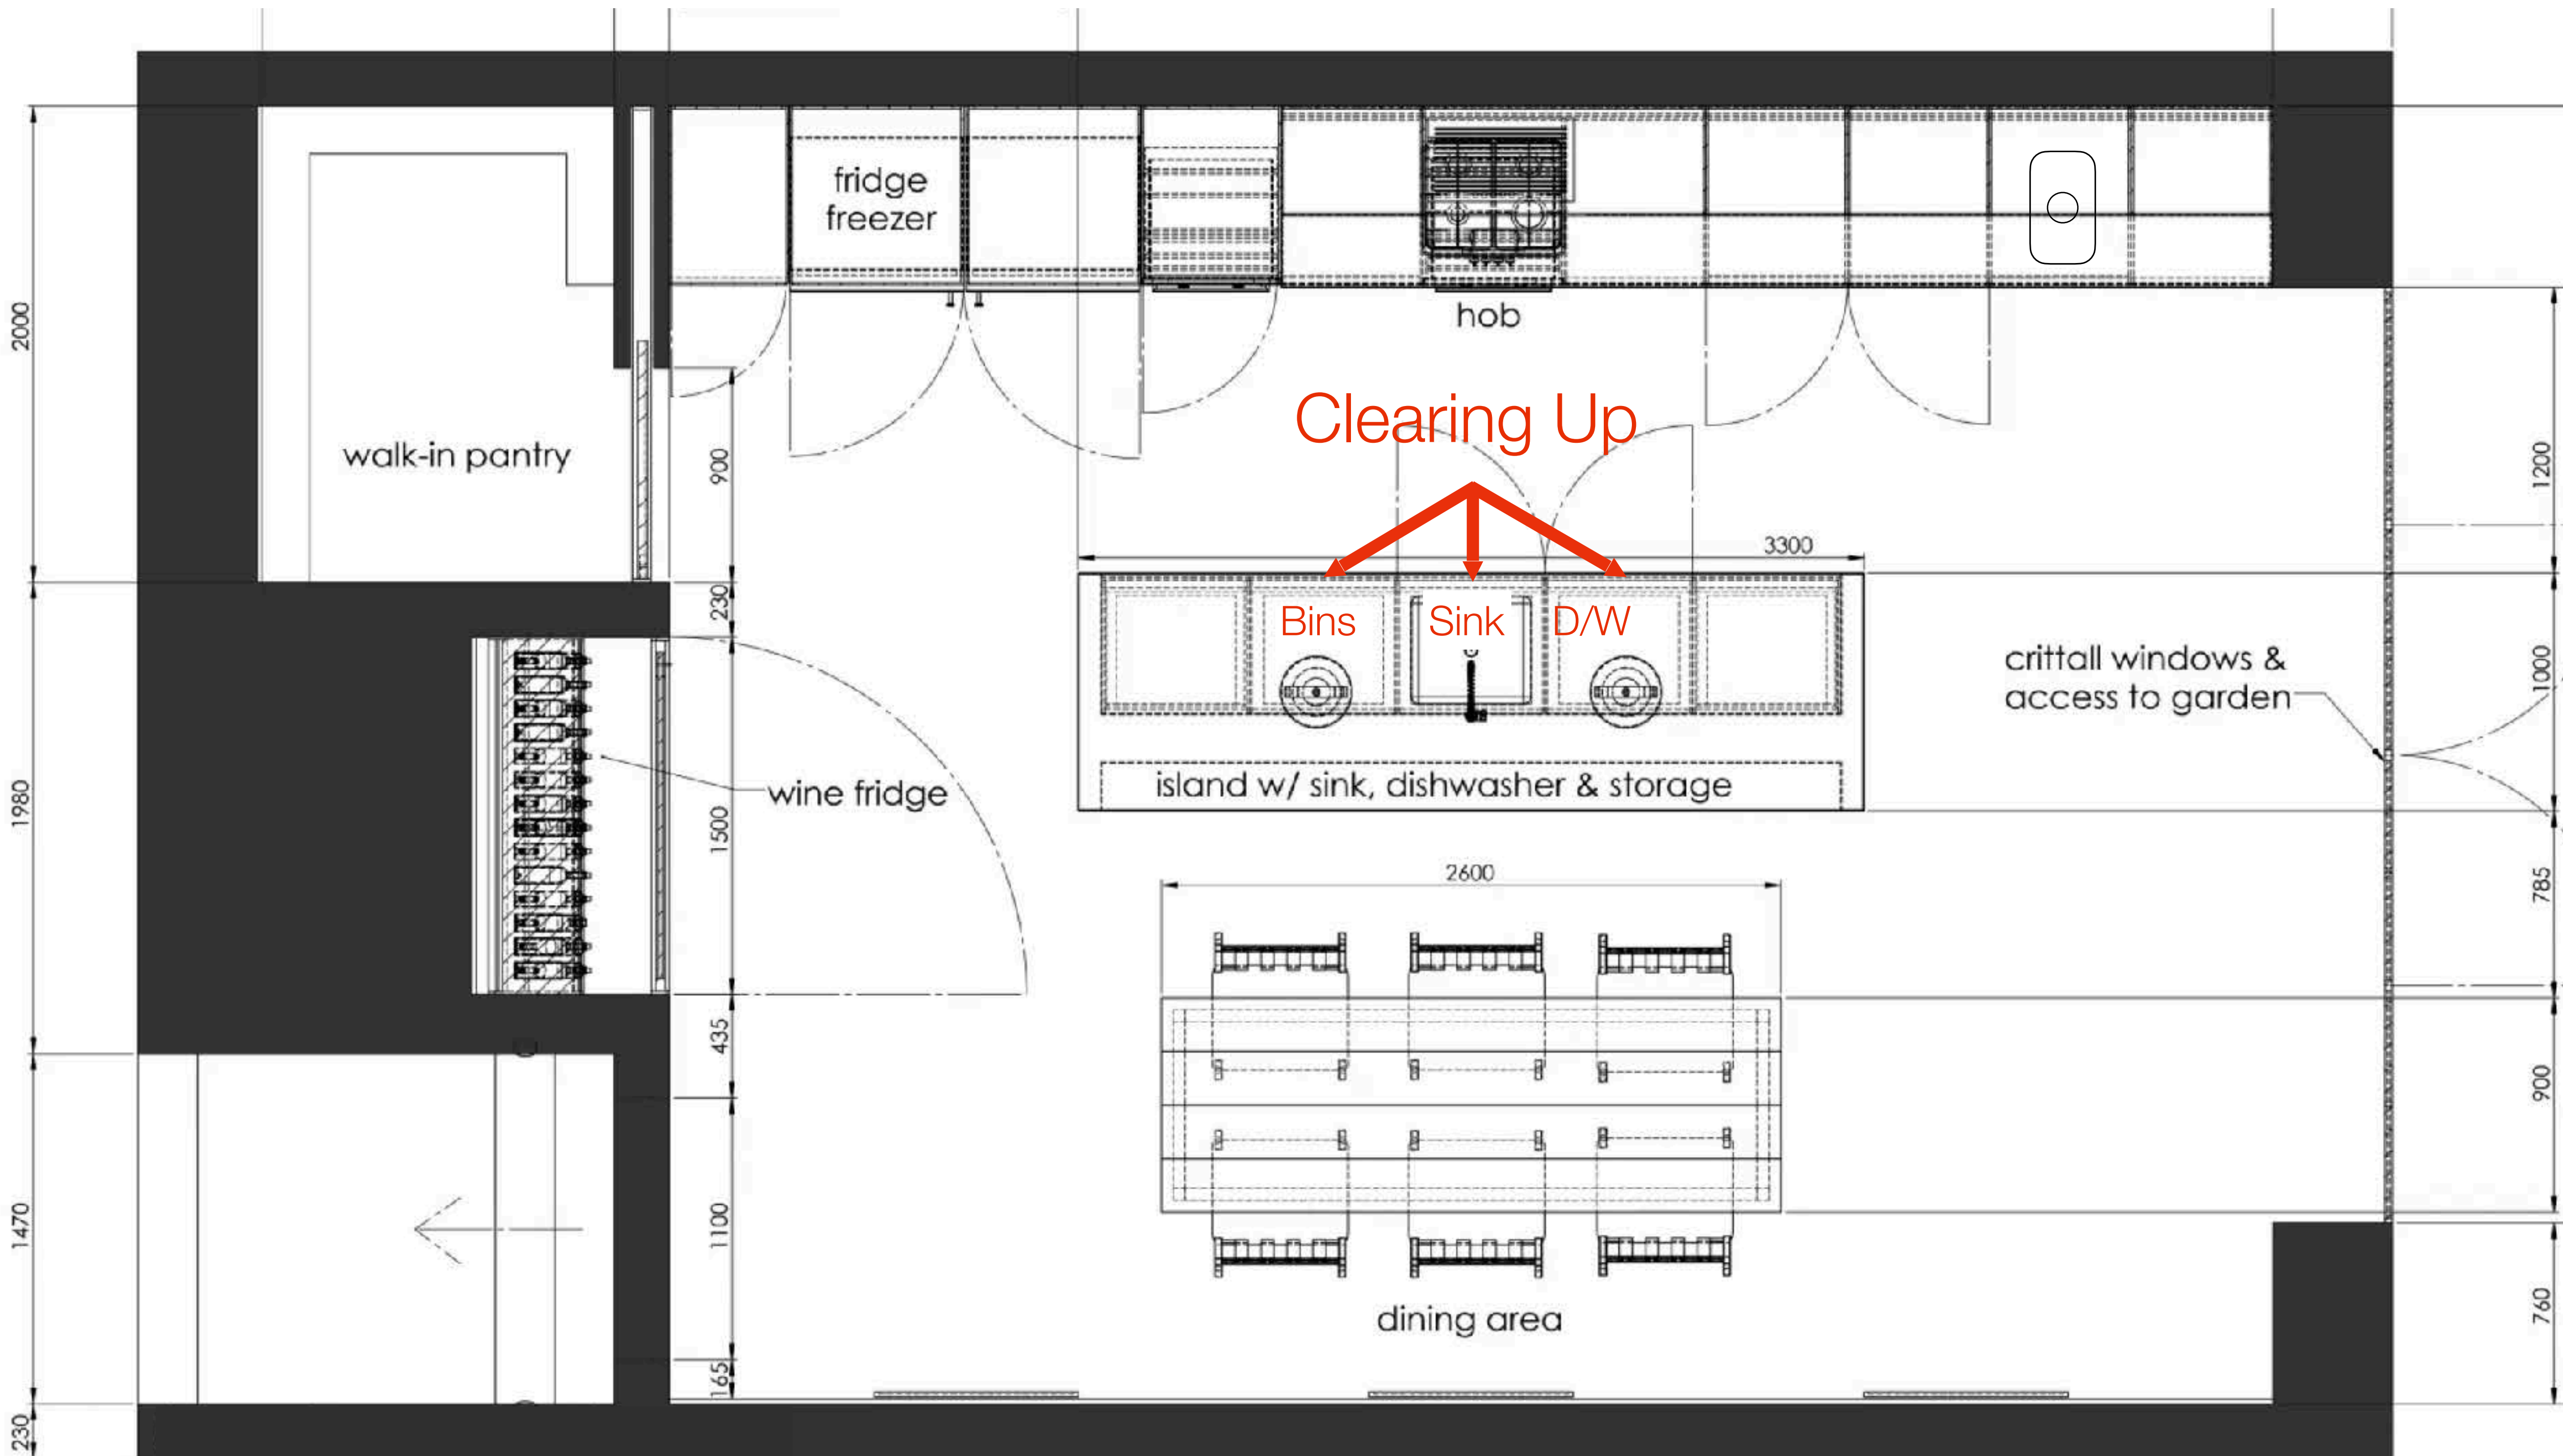 fridge
freezer
hob
Clearing Up
walk-in pantry
2000
900
1200
3300
230
Bins
Sink
D/W
crittall windows &
access to garden
1000
wine fridge
island w/ sink, dishwasher & storage
1980
1500
785
2600
435
900
1470
1100
760
dining area
165
230